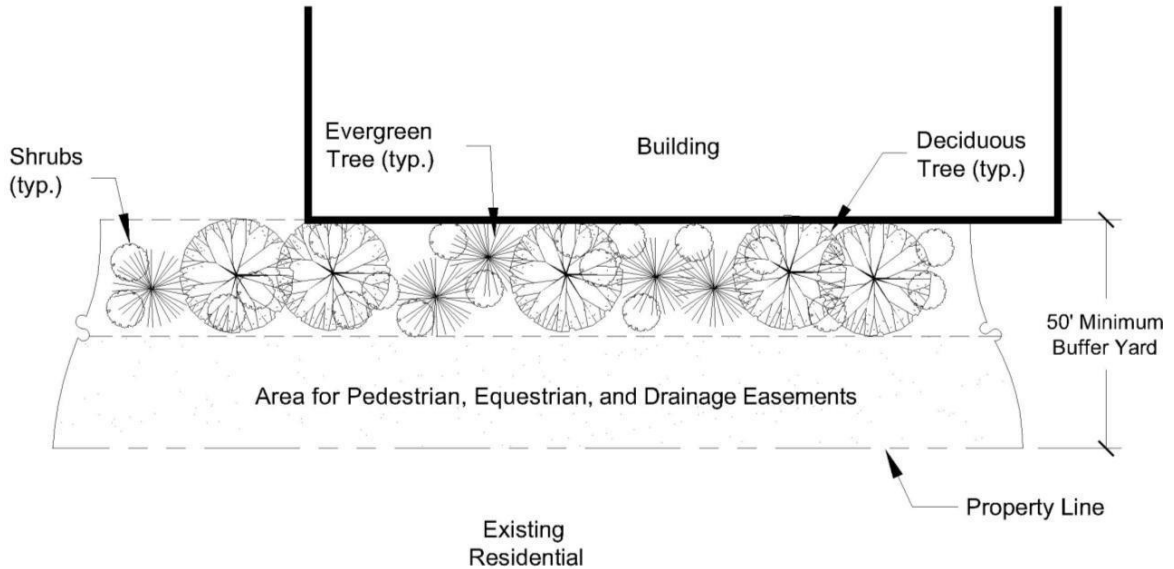 Evergreen
Tree (typ.)
Building
Deciduous
Tree (typ.)
Shrubs
(typ.)
50' Minimum
Buffer Yard
Area for Pedestrian, Equestrian, and Drainage Easements
Property Line
Existing
Residential